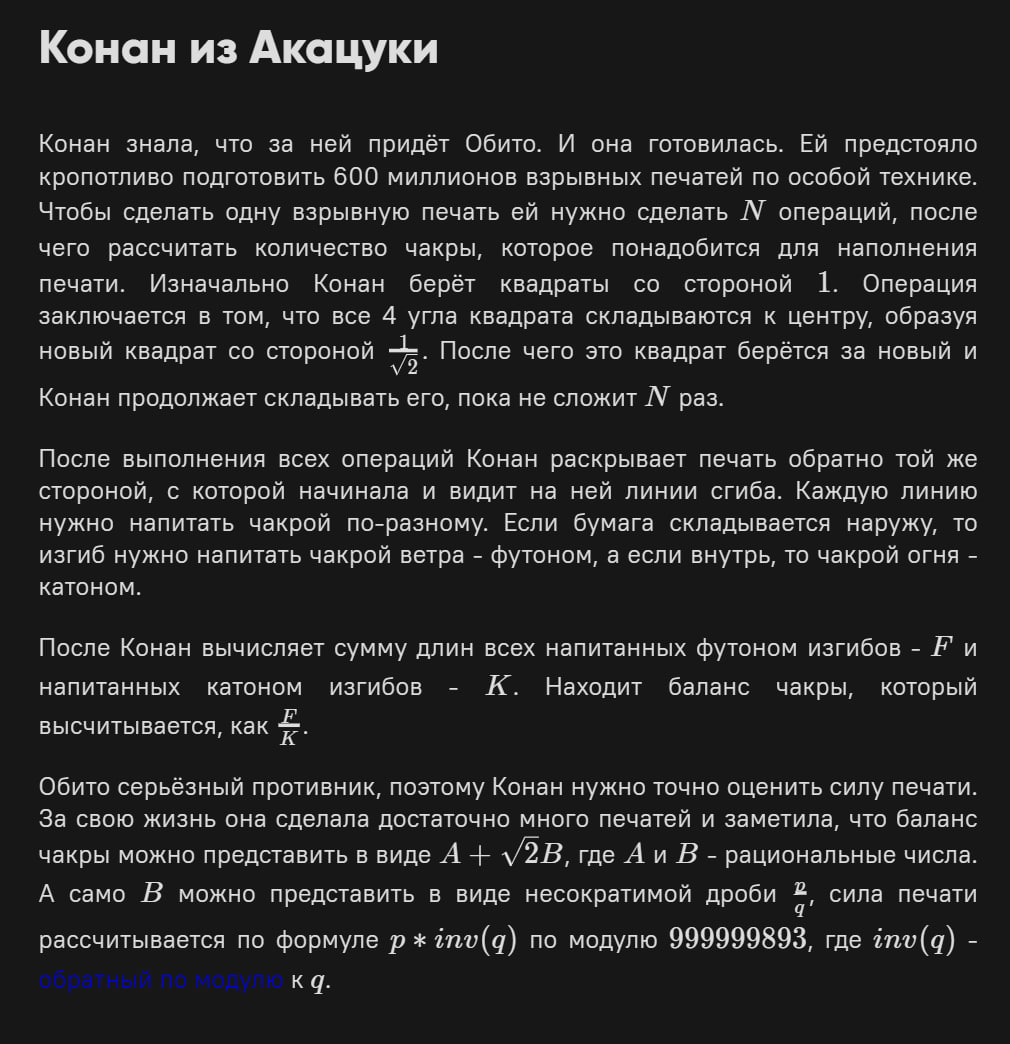 Конан из Акацуки
Конан знала, что за ней придёт Обито. И она готовилась. Ей предстояло
кропотливо подготовить 600 миллионов взрывных печатей по особой технике.
Чтобы сделать одну взрывную печать ей нужно сделать N операций, после
чего рассчитать количество чакры, которое понадобится для наполнения
печати. Изначально Конан берёт квадраты со стороной 1. Операция
заключается в том, что все 4 угла квадрата складываются к центру, образуя
новый квадрат со стороной 1/√2. После чего это квадрат берётся за новый и
Конан продолжает складывать его, пока не сложит N раз.
После выполнения всех операций Конан раскрывает печать обратно той же
стороной, с которой начинала и видит на ней линии сгиба. Каждую линию
нужно напитать чакрой по-разному. Если бумага складывается наружу, то
изгиб нужно напитать чакрой ветра - футоном, а если внутрь, то чакрой огня -
катоном.
После Конан вычисляет сумму длин всех напитанных футоном изгибов - F и
напитанных катоном изгибов - K. Находит баланс чакры, который
высчитывается, как F/K.
Обито серьёзный противник, поэтому Конан нужно точно оценить силу печати.
За свою жизнь она сделала достаточно много печатей и заметила, что баланс
чакры можно представить в виде A + √2B, где A и B - рациональные числа.
А само B можно представить в виде несократимой дроби p/q, сила печати
рассчитывается по формуле p * inv(q) по модулю 999999893, где inv(q) -
обратный по модулю к q.